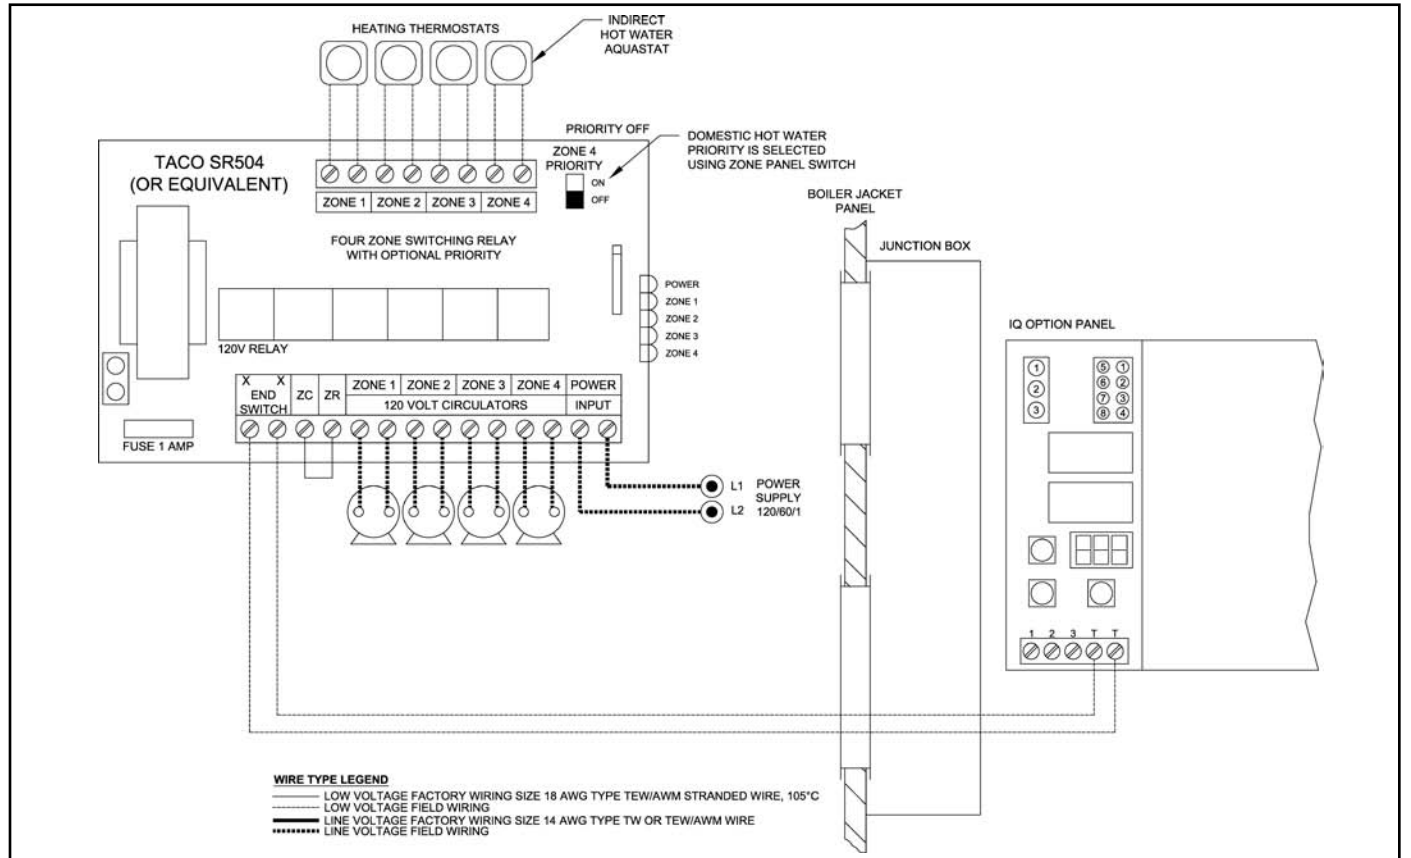 HEATING THERMOSTATS
INDIRECT
HOT WATER
AQUASTAT
PRIORITY OFF
TACO SR504
(OR EQUIVALENT)
ZONE 4
PRIORITY
ON
OFF
DOMESTIC HOT WATER
PRIORITY IS SELECTED
USING ZONE PANEL SWITCH
ZONE 1 ZONE 2 ZONE 3 ZONE 4
FOUR ZONE SWITCHING RELAY
WITH OPTIONAL PRIORITY
BOILER JACKET
PANEL
JUNCTION BOX
POWER
ZONE 1
ZONE 2
ZONE 3
ZONE 4
120V RELAY
IQ OPTION PANEL
1
2
3
5 1
6 2
7 3
8 4
X X
END
SWITCH
ZC ZR
ZONE 1 ZONE 2 ZONE 3 ZONE 4 POWER
120 VOLT CIRCULATORS INPUT
FUSE 1 AMP
L1
L2
POWER
SUPPLY
120/60/1
1 2 3 T T
WIRE TYPE LEGEND
LOW VOLTAGE FACTORY WIRING SIZE 18 AWG TYPE TEW/AWM STRANDED WIRE, 105°C
LOW VOLTAGE FIELD WIRING
LINE VOLTAGE FACTORY WIRING SIZE 14 AWG TYPE TW OR TEW/AWM WIRE
LINE VOLTAGE FIELD WIRING